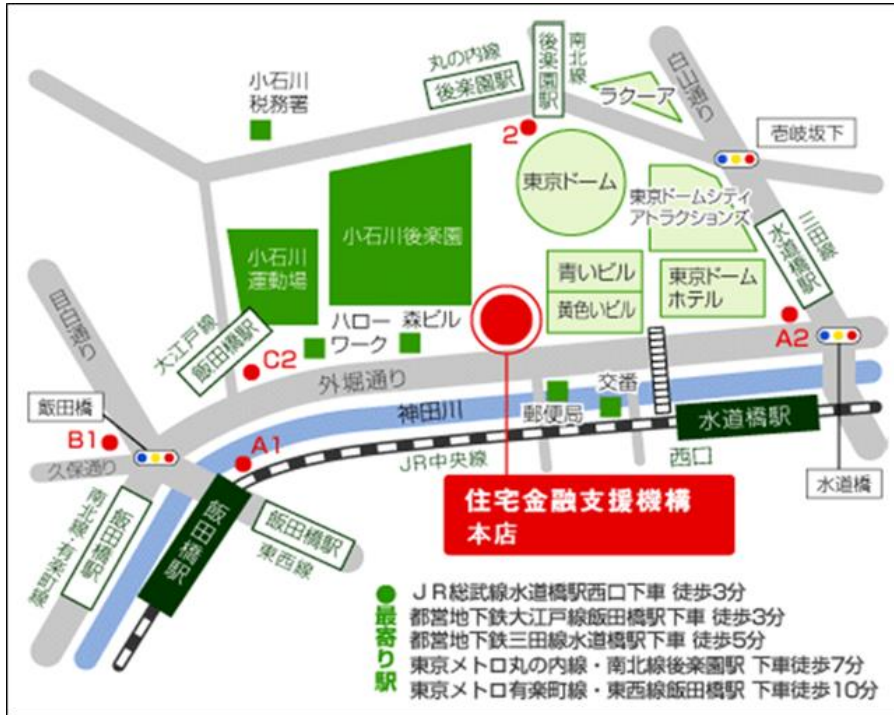 丸の内線
後楽園駅
後楽園駅
南北線
白山通り
小石川
税務署
ラクーア
2
壱岐坂下
東京ドーム
東京ドームシティ
アトラクションズ
三田線
水道橋駅
小石川後楽園
小石川
運動場
青いビル
黄色いビル
東京ドーム
ホテル
目白通り
大江戸線
飯田橋駅
C2
ハロー
ワーク
森ビル
A2
外堀通り
飯田橋
神田川
郵便局
交番
水道橋駅
B1
A1
久保通り
JR中央線
西口
水道橋
南北線・有楽町線
飯田橋駅
飯田橋駅
飯田橋駅
東西線
住宅金融支援機構
本店
最寄り駅
JR総武線水道橋駅西口下車 徒歩3分
都営地下鉄大江戸線飯田橋駅下車 徒歩3分
都営地下鉄三田線水道橋駅下車 徒歩5分
東京メトロ丸の内線・南北線後楽園駅 下車徒歩7分
東京メトロ有楽町線・東西線飯田橋駅 下車徒歩10分